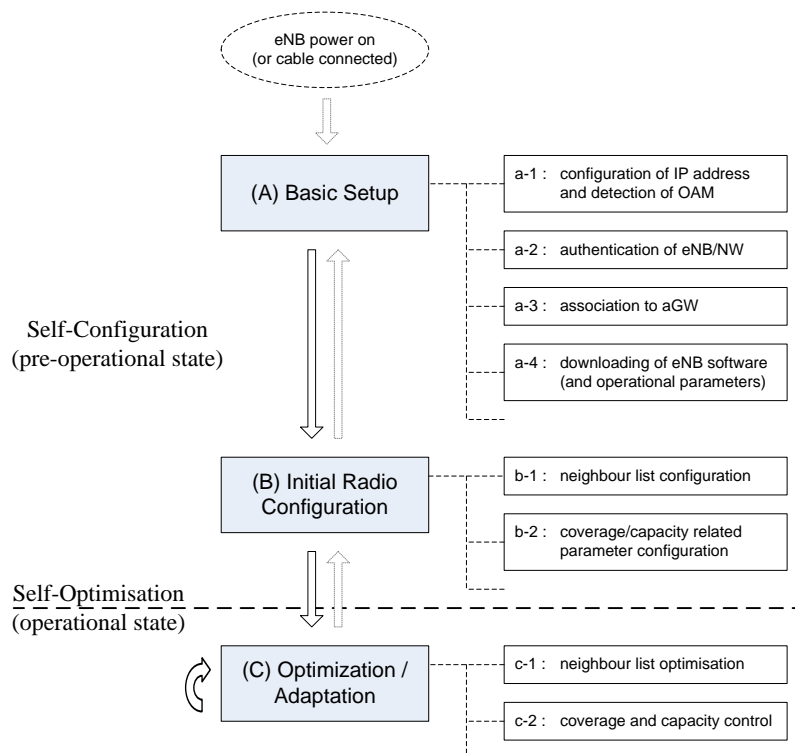 eNB power on
(or cable connected)
(A) Basic Setup
a-1 : configuration of IP address
and detection of OAM
a-2 : authentication of eNB/NW
a-3 : association to aGW
a-4 : downloading of eNB software
(and operational parameters)
Self-Configuration
(pre-operational state)
(B) Initial Radio
Configuration
b-1 : neighbour list configuration
b-2 : coverage/capacity related
parameter configuration
Self-Optimisation
(operational state)
(C) Optimization /
Adaptation
c-1 : neighbour list optimisation
c-2 : coverage and capacity control